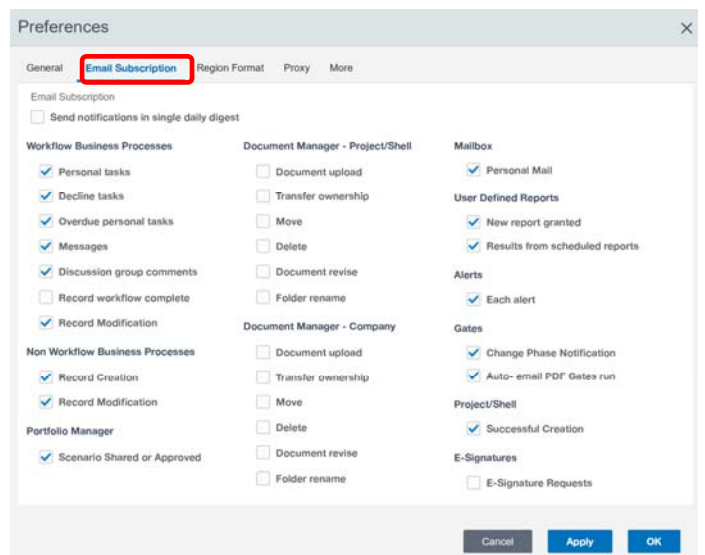 Preferences
General Email Subscription Region Format Proxy More
Email Subscription
Send notifications in single daily digest
Workflow Business Processes
Personal tasks
Decline tasks
Overdue personal tasks
Messages
Discussion group comments
Record workflow complete
Record Modification
Non Workflow Business Processes
Record Creation
Record Modification
Portfolio Manager
Scenario Shared or Approved
Document Manager - Project/Shell
Document upload
Transfer ownership
Move
Delete
Document revise
Folder rename
Document Manager - Company
Document upload
Transfer ownership
Move
Delete
Document revise
Folder rename
Mailbox
Personal Mail
User Defined Reports
New report granted
Results from scheduled reports
Alerts
Each alert
Gates
Change Phase Notification
Auto- email PDF Gates run
Project/Shell
Successful Creation
E-Signatures
E-Signature Requests
Cancel Apply OK